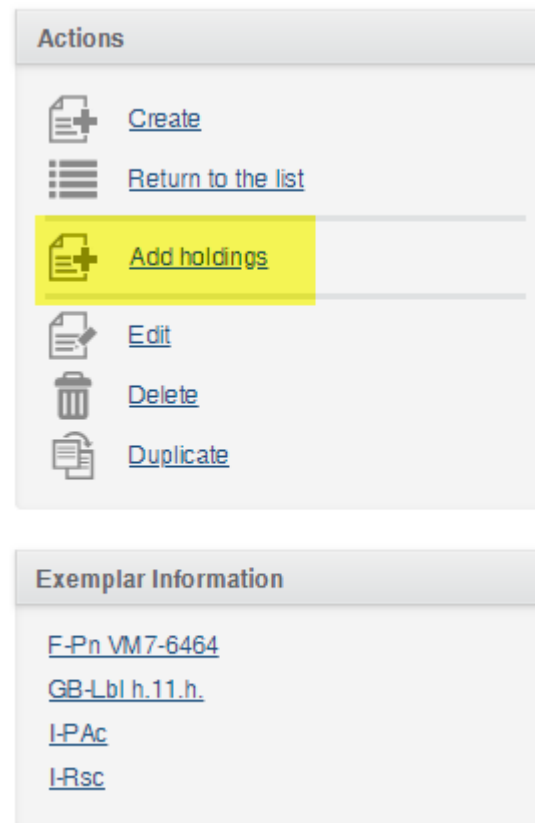 Actions
Create
Return to the list
Add holdings
Edit
Delete
Duplicate
Exemplar Information
F-Pn VM7-6464
GB-Lbl h.11.h.
I-PAc
I-Rsc